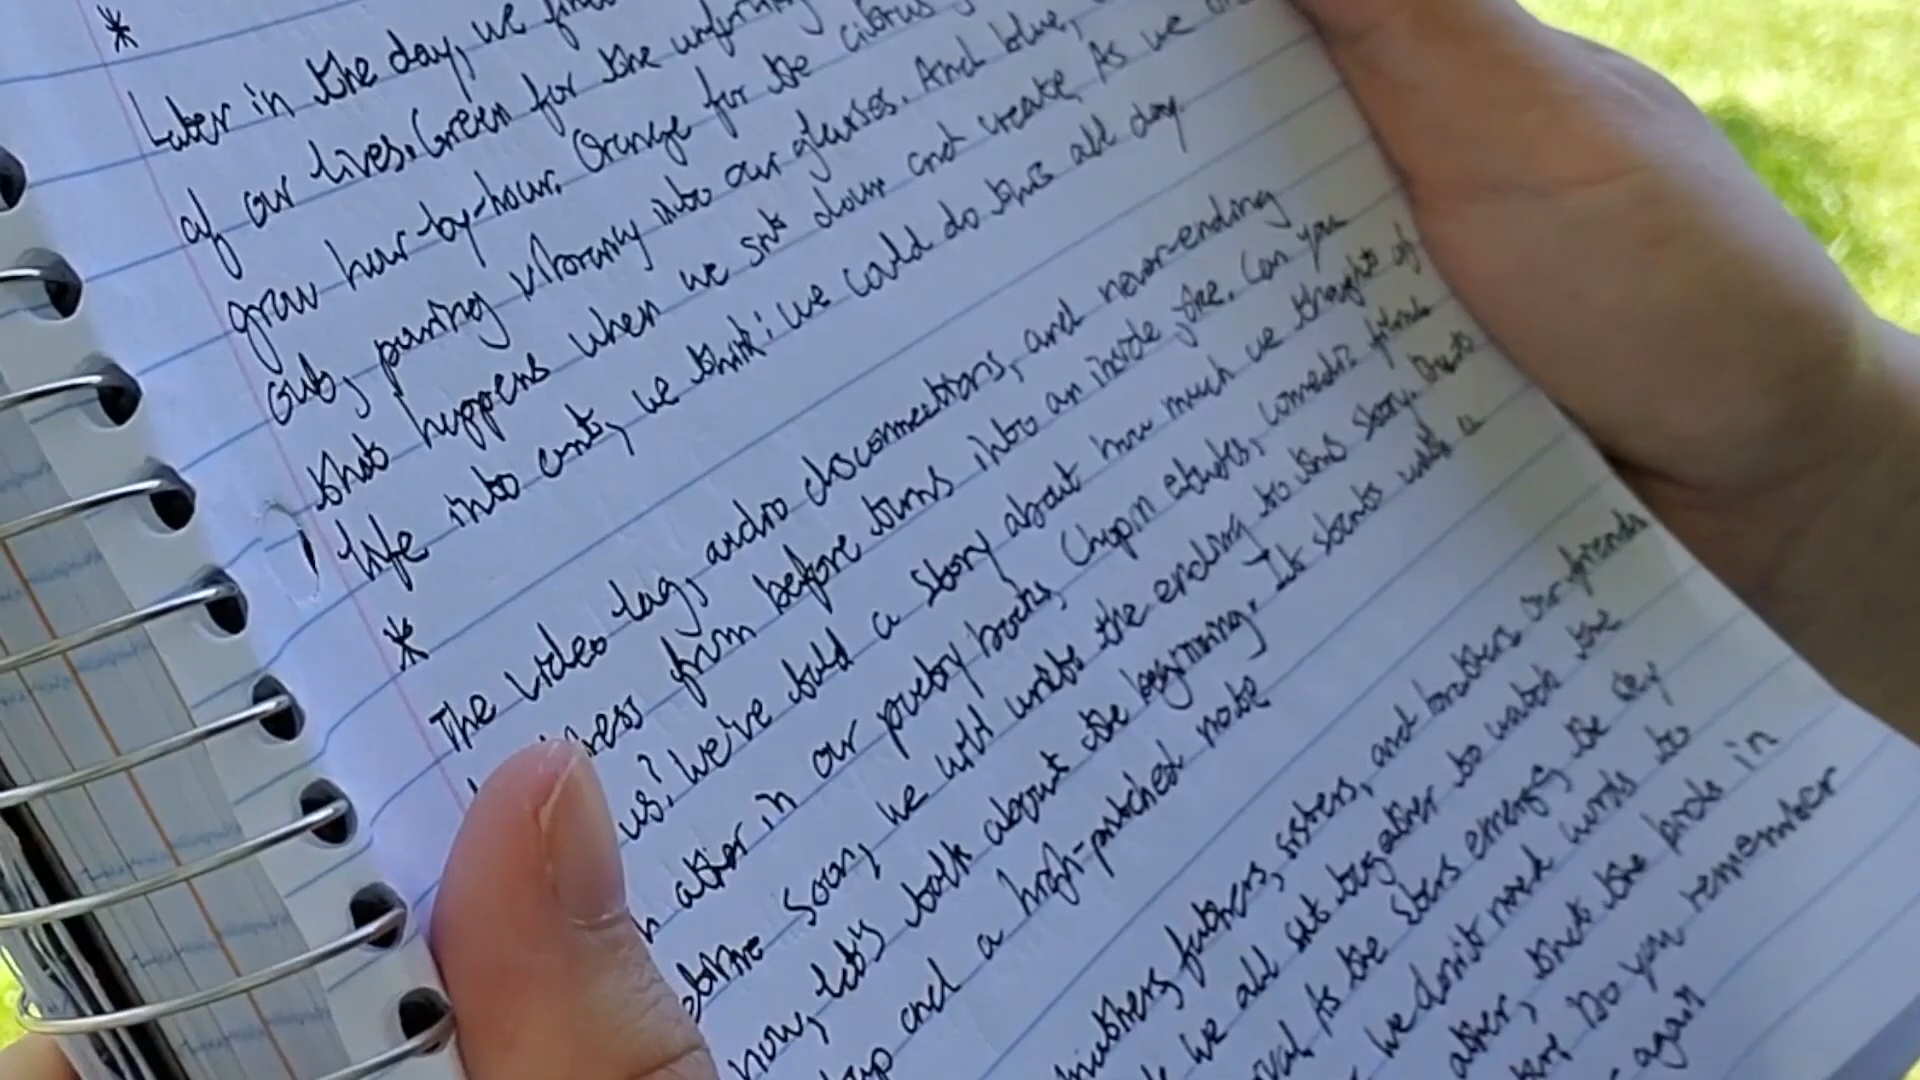 *
Later in the day, we
of our lives. Green for the
grow hour-by-hour. Orange for the citrus
out, pouring vibrancy into our glasses. And blue,
that happens when we sit down and create. As we
life into art, we think: we could do this all day.
*
The video lag, audio disconnections, and never-ending
from before turns into an inside joke. Can you
us? We've told a story about how much we thought of
other in our poetry books, Chopin etudes, comedic
Soon, we will write the ending to this story. But
now, let's talk about the beginning. It starts with a
and a high-pitched note
mothers, fathers, sisters, and brothers. Our friends
we all sit together to watch the
As the stars emerge, the sky
we don't need words to
other, that the birds in
Do you remember
again